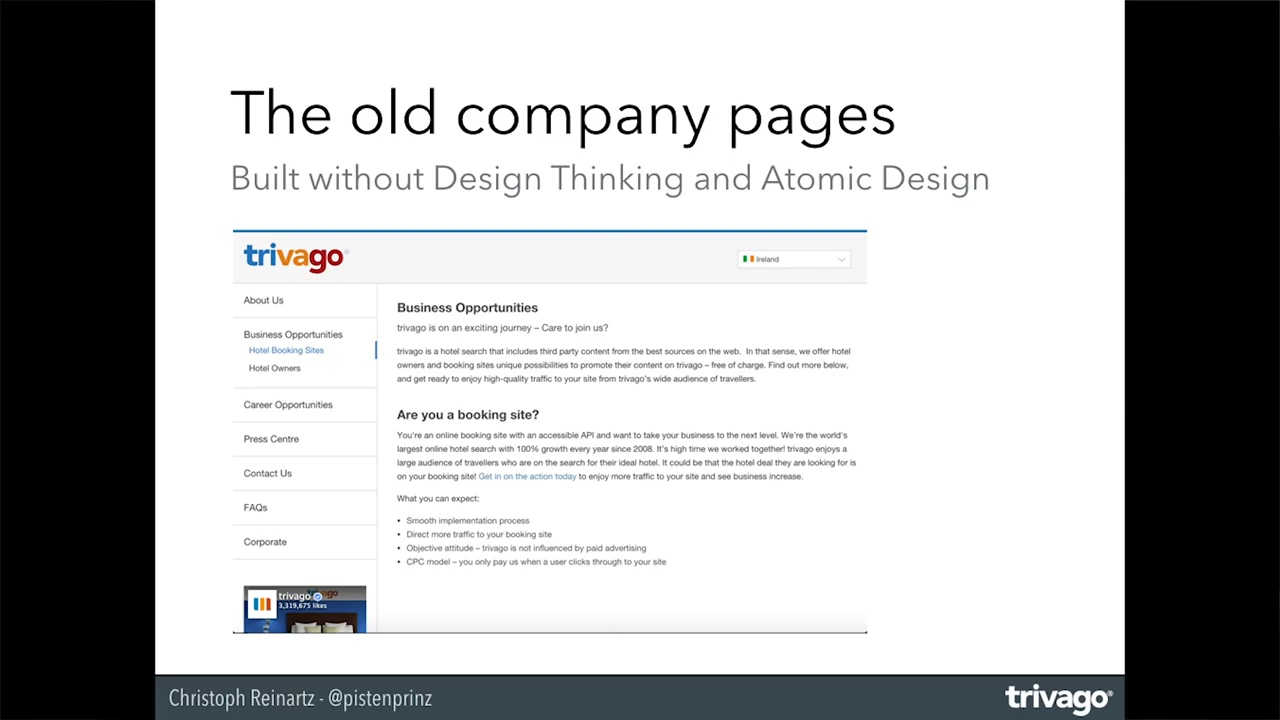 The old company pages
Built without Design Thinking and Atomic Design
trivago
Ireland
About Us
Business Opportunities
Hotel Booking Sites
Hotel Owners
Career Opportunities
Press Centre
Contact Us
FAQs
Corporate
trivago
3,319,675 likes
Business Opportunities
trivago is on an exciting journey – Care to join us?
trivago is a hotel search that includes third party content from the best sources on the web. In that sense, we offer hotel
owners and booking sites unique possibilities to promote their content on trivago – free of charge. Find out more below,
and get ready to enjoy high-quality traffic to your site from trivago's wide audience of travellers.
Are you a booking site?
You're an online booking site with an accessible API and want to take your business to the next level. We're the world's
largest online hotel search with 100% growth every year since 2008. It's high time we worked together! trivago enjoys a
large audience of travellers who are on the search for their ideal hotel. It could be that the hotel deal they are looking for is
on your booking site! Get in on the action today to enjoy more traffic to your site and see business increase.
What you can expect:
• Smooth implementation process
• Direct more traffic to your booking site
• Objective attitude – trivago is not influenced by paid advertising
• CPC model – you only pay us when a user clicks through to your site
Christoph Reinartz - @pistenprinz
trivago®